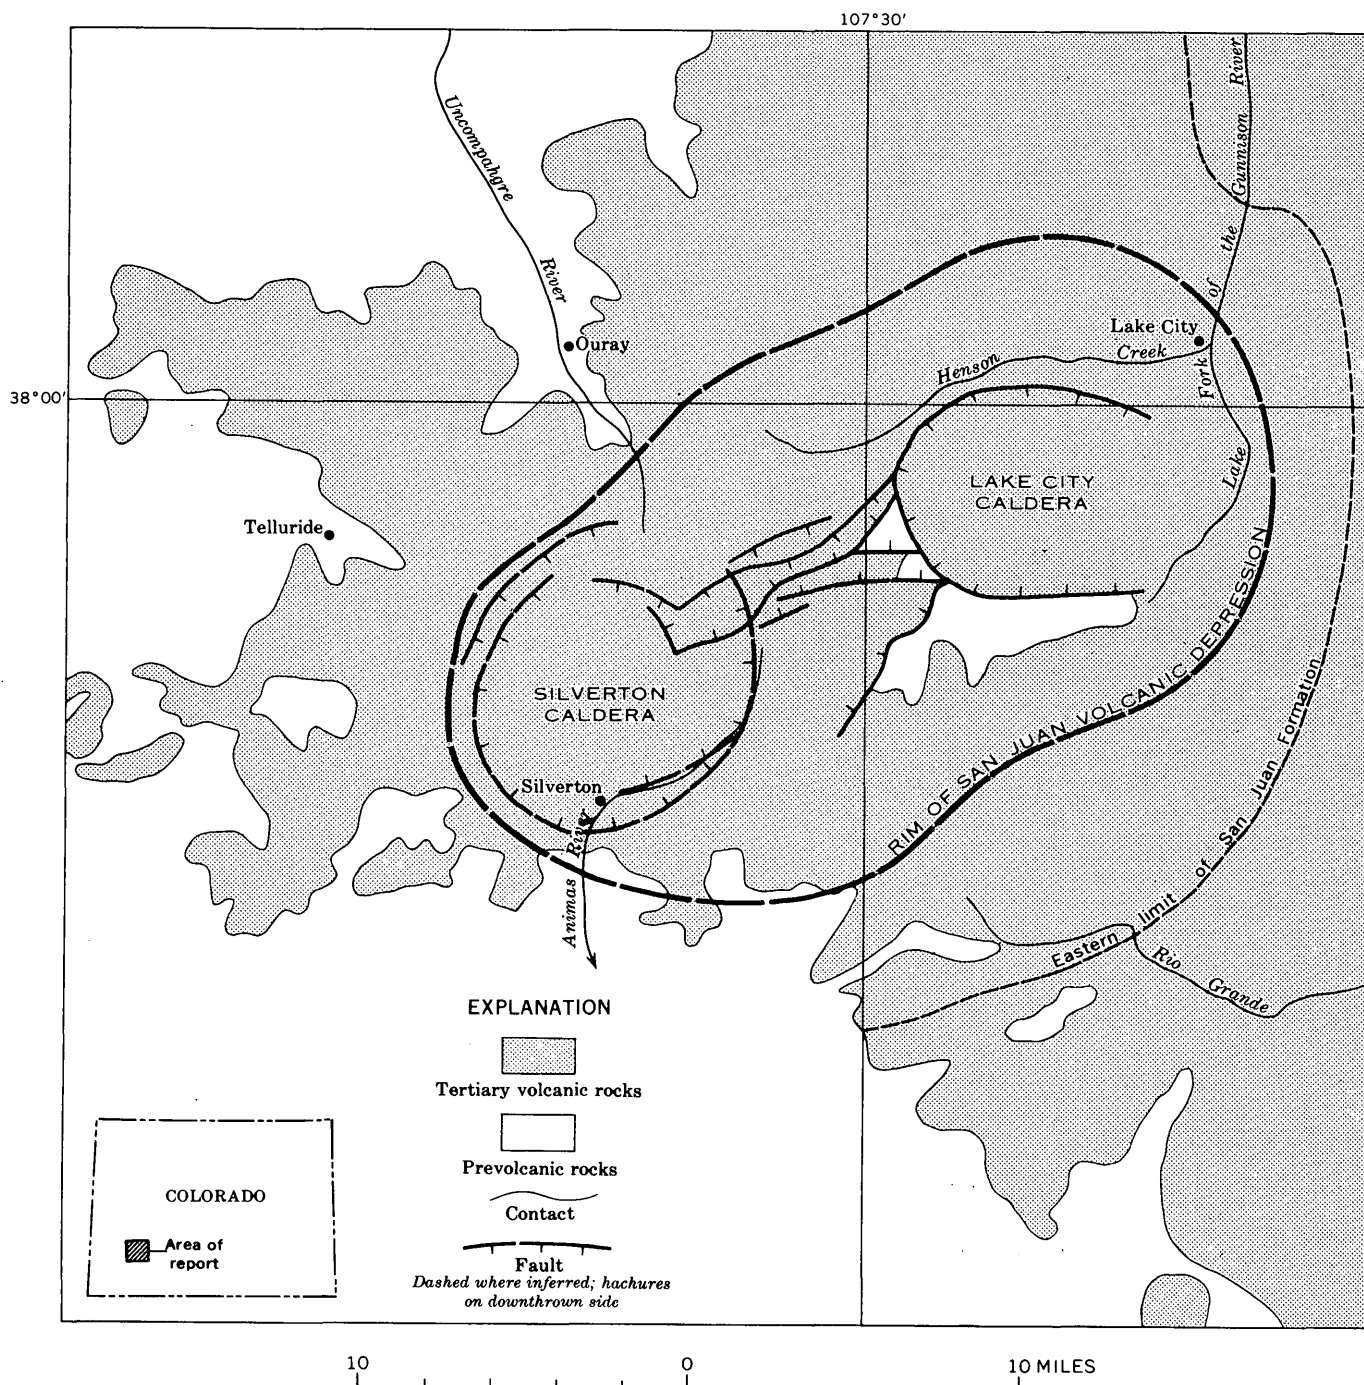 107°30'
Uncompahgre
River
Gunnison River
of the
Lake City
Ouray
Henson
Creek
Fork
38°00'
Lake
LAKE CITY
CALDERA
Telluride
SILVERTON
CALDERA
RIM OF SAN JUAN VOLCANIC DEPRESSION
Silverton
River
Animas
Eastern limit of San Juan Formation
Rio
Grande
EXPLANATION
Tertiary volcanic rocks
Prevolcanic rocks
Contact
Fault
Dashed where inferred; hachures
on downthrown side
COLORADO
Area of
report
10 0 10 MILES